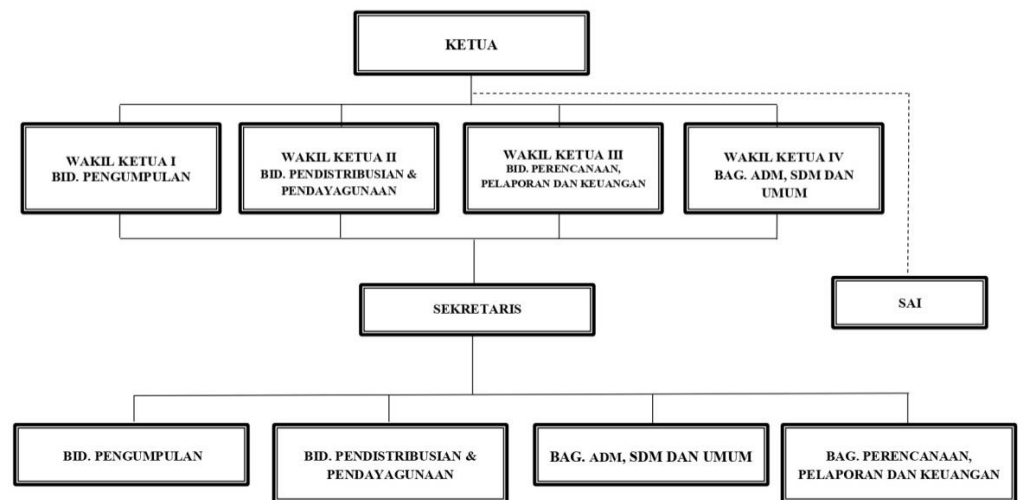 KETUA
WAKIL KETUA I
BID. PENGUMPULAN
WAKIL KETUA II
BID. PENDISTRIBUSIAN &
PENDAYAGUNAAN
WAKIL KETUA III
BID. PERENCANAAN,
PELAPORAN DAN KEUANGAN
WAKIL KETUA IV
BAG. ADM, SDM DAN
UMUM
SEKRETARIS
SAI
BID. PENGUMPULAN
BID. PENDISTRIBUSIAN &
PENDAYAGUNAAN
BAG. ADM, SDM DAN UMUM
BAG. PERENCANAAN,
PELAPORAN DAN KEUANGAN